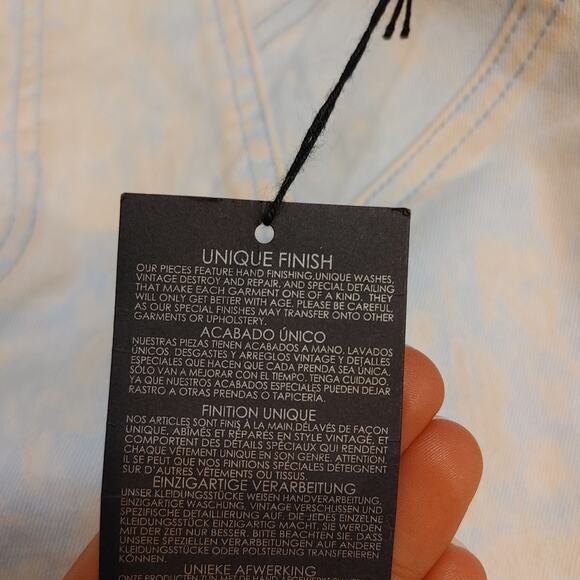 UNIQUE FINISH
OUR PIECES FEATURE HAND FINISHING,UNIQUE WASHES,
VINTAGE DESTROY AND REPAIR, AND SPECIAL DETAILING
THAT MAKE EACH GARMENT ONE OF A KIND. THEY
WILL ONLY GET BETTER WITH AGE. PLEASE BE CAREFUL,
AS OUR SPECIAL FINISHES MAY TRANSFER ONTO OTHER
GARMENTS OR UPHOLSTERY.
ACABADO ÚNICO
NUESTRAS PIEZAS TIENEN ACABADOS A MANO, LAVADOS
ÚNICOS, DESGASTES Y ARREGLOS VINTAGE Y DETALLES
ESPECIALES QUE HACEN QUE CADA PRENDA SEA ÚNICA.
SÓLO VAN A MEJORAR CON EL TIEMPO. TENGA CUIDADO,
YA QUE NUESTROS ACABADOS ESPECIALES PUEDEN DEJAR
RASTRO A OTRAS PRENDAS O TAPICERÍA.
FINITION UNIQUE
NOS ARTICLES SONT FINIS À LA MAIN,DÉLAVÉS DE FAÇON
UNIQUE, ABÎMÉS ET RÉPARÉS EN STYLE VINTAGE, ET
COMPORTENT DES DÉTAILS SPÉCIAUX QUI RENDENT
CHAQUE VÊTEMENT UNIQUE EN SON GENRE. ATTENTION,
IL SE PEUT QUE NOS FINITIONS SPÉCIALES DÉTEIGNENT
SUR D'AUTRES VÊTEMENTS OU TISSUS.
EINZIGARTIGE VERARBEITUNG
UNSER KLEIDUNGSSTÜCKE WEISEN HANDVERARBEITUNG,
EINZIGARTIGE WASCHUNG, VINTAGE VERSCHLUSSEN UND
SPEZIFISCHE DETAILLIERUNG AUF, DIE JEDES EINZELNE
KLEIDUNGSSTÜCK EINZIGARTIG MACHT. SIE WERDEN
MIT DER ZEIT NUR BESSER. BITTE BEACHTEN SIE, DASS
UNSERE SPEZIELLEN VERARBEITUNGEN AUF ANDERE
KLEIDUNGSSTÜCKE ODER POLSTERUNG TRANSFERIEREN
KÖNNEN.
UNIEKE AFWERKING
ONZE PRODUCTEN ZIJN MET DE HAND AFGEWERKT